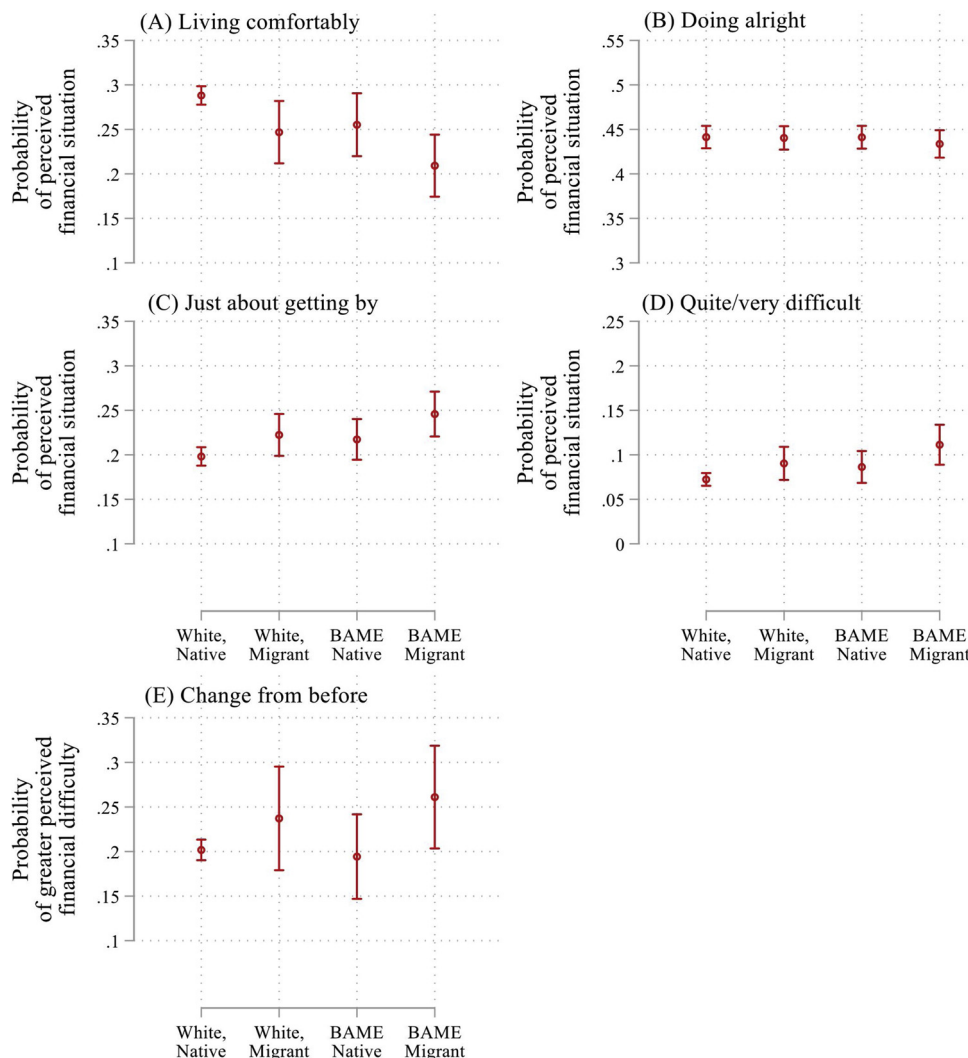 (A) Living comfortably
Probability
of perceived
financial situation
.35
.3
.25
.2
.15
.1
(B) Doing alright
Probability
of perceived
financial situation
.55
.5
.45
.4
.35
.3
(C) Just about getting by
Probability
of perceived
financial situation
.35
.3
.25
.2
.15
.1
White,
Native
White,
Migrant
BAME
Native
BAME
Migrant
(D) Quite/very difficult
Probability
of perceived
financial situation
.25
.2
.15
.1
.05
0
White,
Native
White,
Migrant
BAME
Native
BAME
Migrant
(E) Change from before
Probability
of greater perceived
financial difficulty
.35
.3
.25
.2
.15
.1
White,
Native
White,
Migrant
BAME
Native
BAME
Migrant